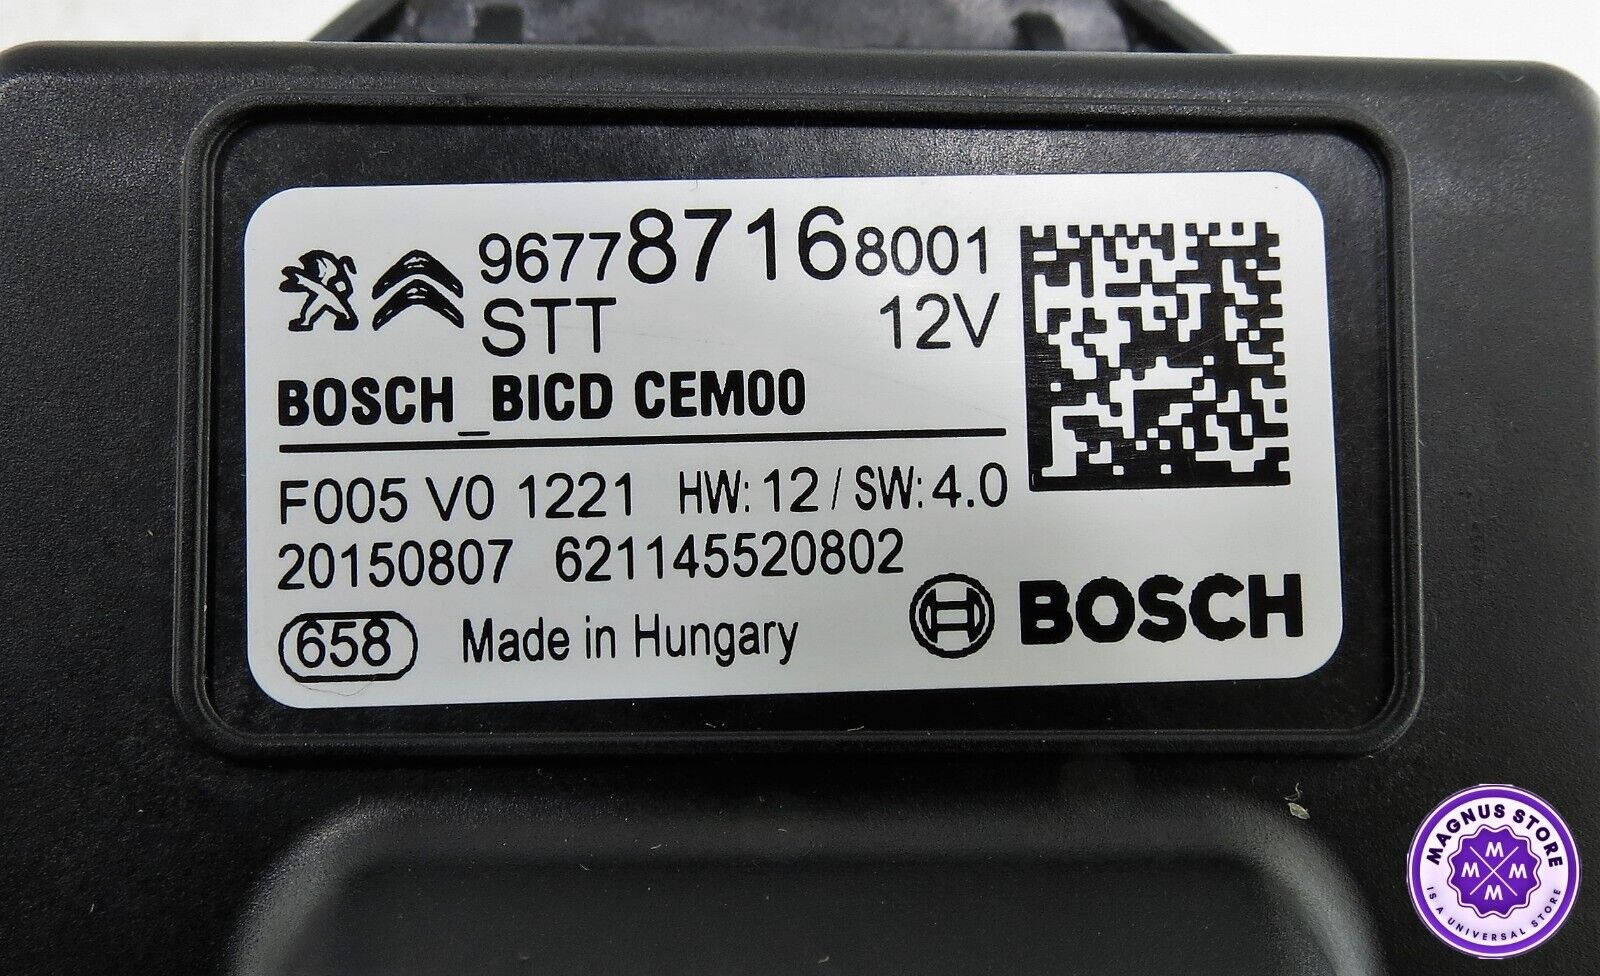 96778716 8001
STT 12V
BOSCH_BICD CEM00
F005 V0 1221 HW: 12 / SW: 4.0
20150807 621145520802
658 Made in Hungary
BOSCH
MAGNUS STORE
M
M M
M
IS A UNIVERSAL STORE